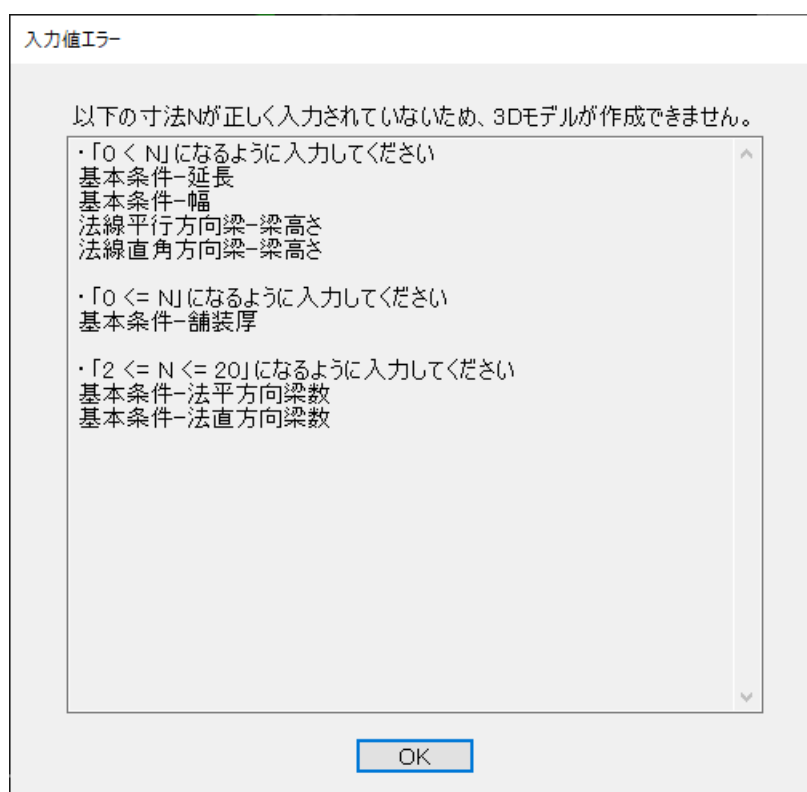 入力値エラー
以下の寸法Nが正しく入力されていないため、3Dモデルが作成できません。
・「0 < N」になるように入力してください
基本条件-延長
基本条件-幅
法線平行方向梁-梁高さ
法線直角方向梁-梁高さ
・「0 <= N」になるように入力してください
基本条件-舗装厚
・「2 <= N <= 20」になるように入力してください
基本条件-法平方向梁数
基本条件-法直方向梁数
OK